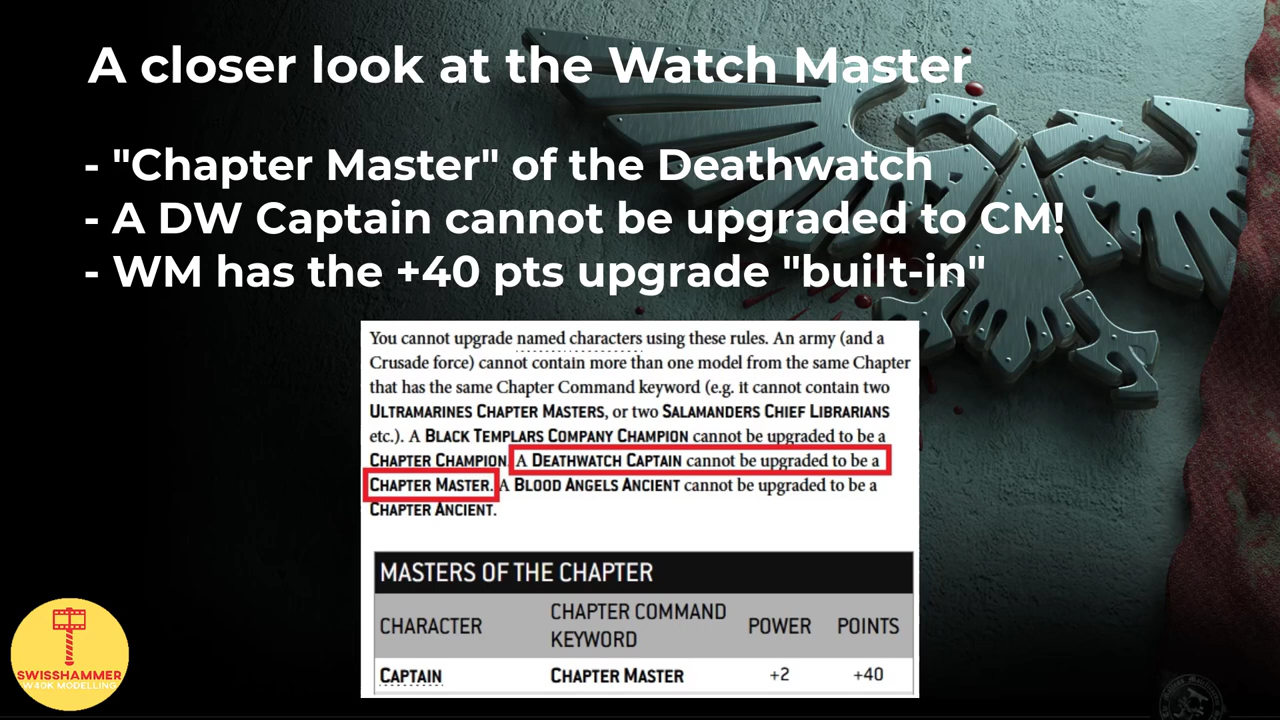 A closer look at the Watch Master
- "Chapter Master" of the Deathwatch
- A DW Captain cannot be upgraded to CM!
- WM has the +40 pts upgrade "built-in"
You cannot upgrade named characters using these rules. An army (and a
Crusade force) cannot contain more than one model from the same Chapter
that has the same Chapter Command keyword (e.g. it cannot contain two
ULTRAMARINES CHAPTER MASTERS, or two SALAMANDERS CHIEF LIBRARIANS
etc.). A BLACK TEMPLARS COMPANY CHAMPION cannot be upgraded to be a
CHAPTER CHAMPION. A DEATHWATCH CAPTAIN cannot be upgraded to be a
CHAPTER MASTER. A BLOOD ANGELS ANCIENT cannot be upgraded to be a
CHAPTER ANCIENT.
MASTERS OF THE CHAPTER
CHARACTER CHAPTER COMMAND KEYWORD POWER POINTS
CAPTAIN CHAPTER MASTER +2 +40
SWISSHAMMER
W40K MODELLING